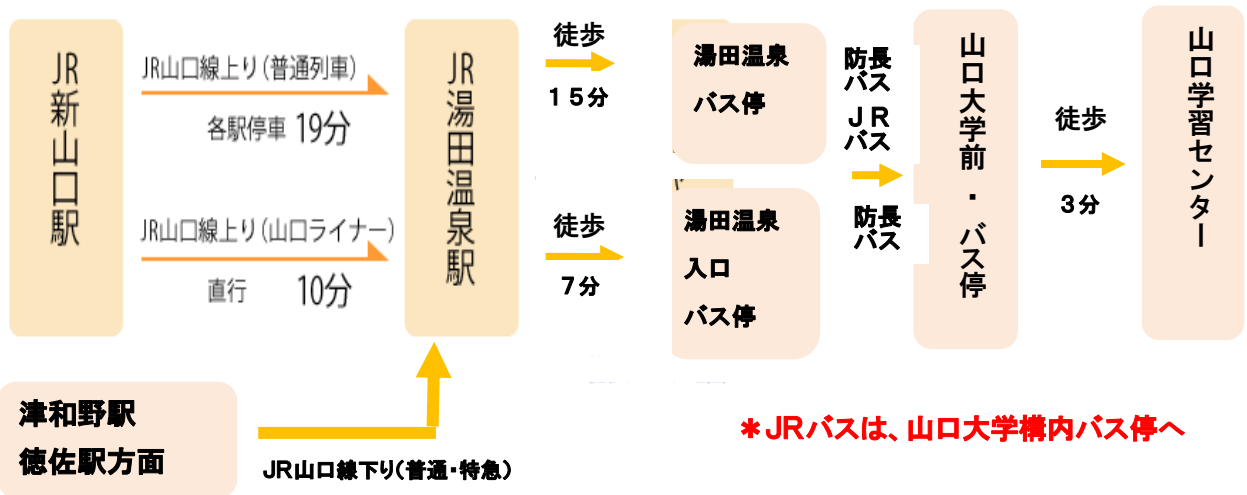 JR新山口駅
JR山口線上り(普通列車)
各駅停車 19分
JR山口線上り(山口ライナー)
直行 10分
JR湯田温泉駅
徒歩
15分
徒歩
7分
湯田温泉
バス停
湯田温泉
入口
バス停
防長
バス
JR
バス
防長
バス
山口大学前・バス停
徒歩
3分
山口学習センター
津和野駅
徳佐駅方面
JR山口線下り(普通・特急)
*JRバスは、山口大学構内バス停へ